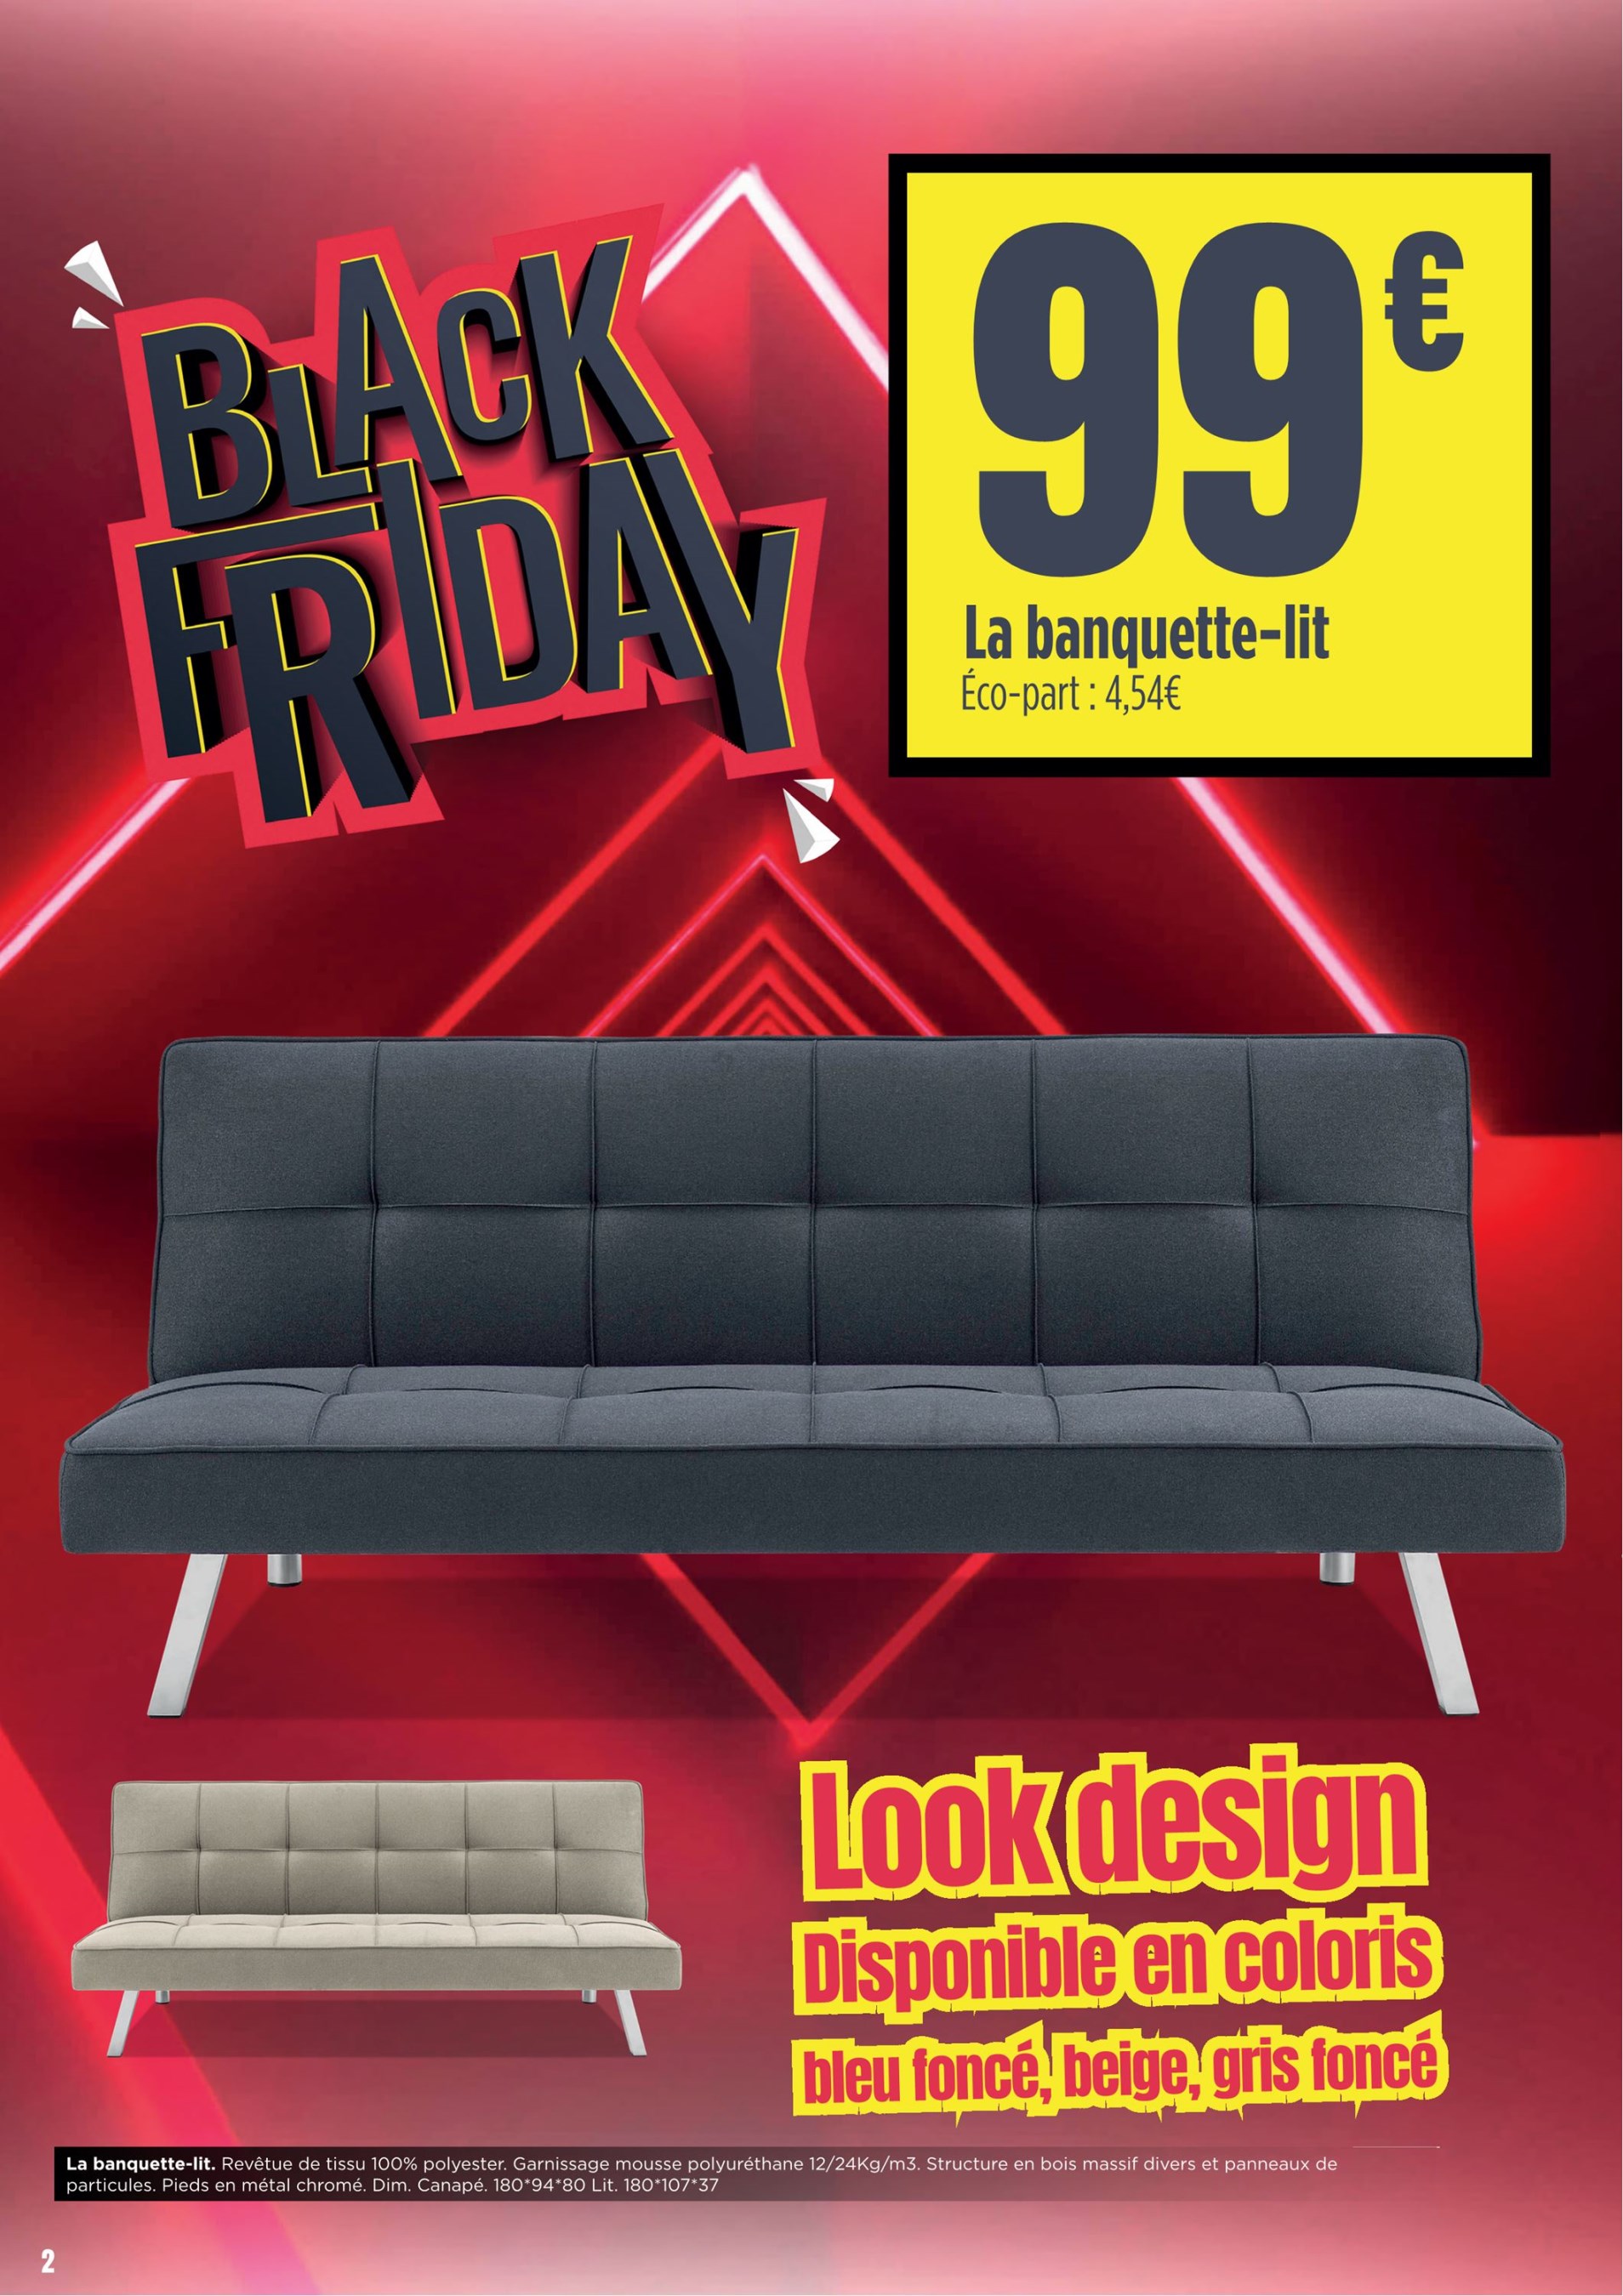 BLACK
FRIDAY
99€
La banquette-lit
Éco-part : 4,54€
Look design
Disponible en coloris
bleu foncé, beige, gris foncé
La banquette-lit. Revêtue de tissu 100% polyester. Garnissage mousse polyuréthane 12/24Kg/m3. Structure en bois massif divers et panneaux de
particules. Pieds en métal chromé. Dim. Canapé. 180*94*80 Lit. 180*107*37
2